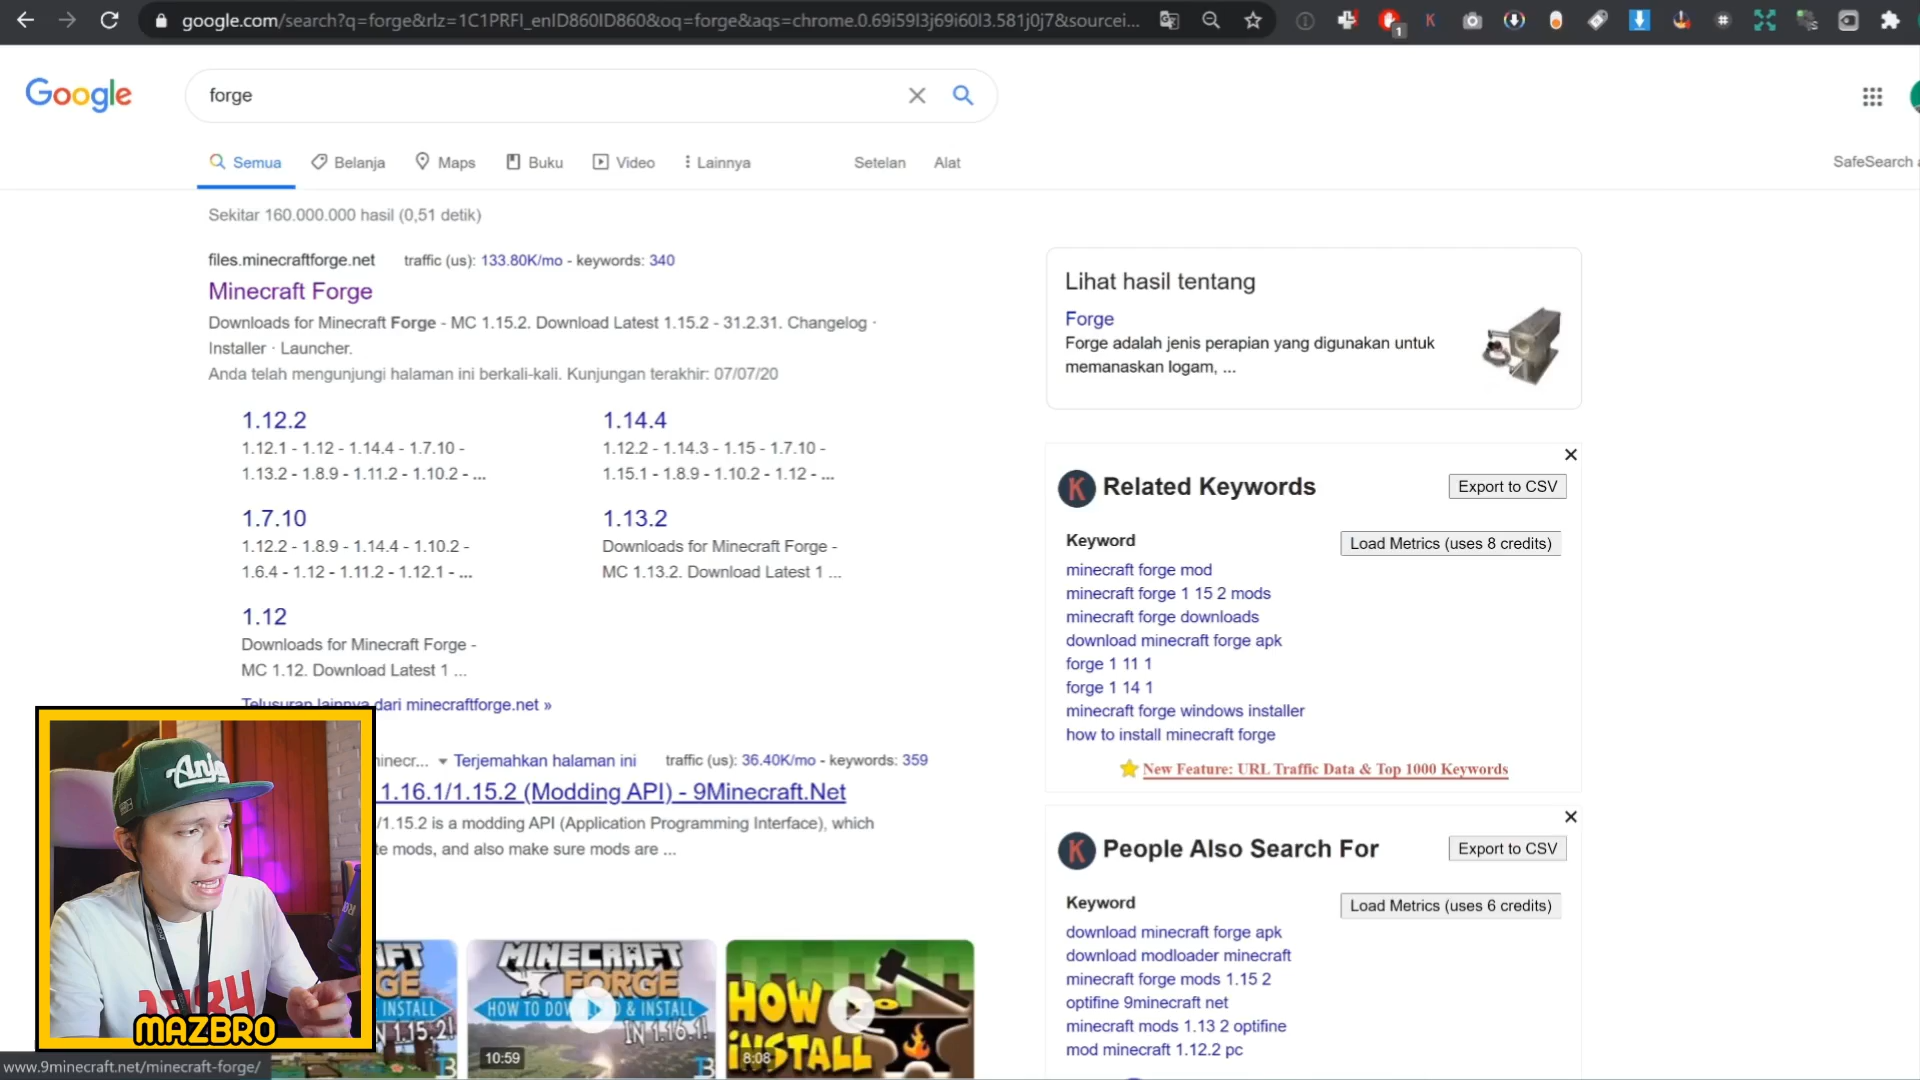 google.com/search?q=forge&rlz=1C1PRFI_enID860ID860&oq=forge&aqs=chrome.0.69i59l3j69i60l3.581j0j7&sourcei...
1
Google
forge
Semua
Belanja
Maps
Buku
Video
Lainnya
Setelan
Alat
SafeSearch
Sekitar 160.000.000 hasil (0,51 detik)
files.minecraftforge.net traffic (us): 133.80K/mo - keywords: 340
Minecraft Forge
Downloads for Minecraft Forge - MC 1.15.2. Download Latest 1.15.2 - 31.2.31. Changelog ·
Installer · Launcher.
Anda telah mengunjungi halaman ini berkali-kali. Kunjungan terakhir: 07/07/20
1.12.2
1.12.1 - 1.12 - 1.14.4 - 1.7.10 -
1.13.2 - 1.8.9 - 1.11.2 - 1.10.2 - ...
1.14.4
1.12.2 - 1.14.3 - 1.15 - 1.7.10 -
1.15.1 - 1.8.9 - 1.10.2 - 1.12 - ...
1.7.10
1.12.2 - 1.8.9 - 1.14.4 - 1.10.2 -
1.6.4 - 1.12 - 1.11.2 - 1.12.1 - ...
1.13.2
Downloads for Minecraft Forge -
MC 1.13.2. Download Latest 1 ...
1.12
Downloads for Minecraft Forge -
MC 1.12. Download Latest 1 ...
Telusuran lainnya dari minecraftforge.net »
Terjemahkan halaman ini traffic (us): 36.40K/mo - keywords: 359
1.16.1/1.15.2 (Modding API) - 9Minecraft.Net
/1.15.2 is a modding API (Application Programming Interface), which
mods, and also make sure mods are ...
INSTALL
IN 1.15.2!
MINECRAFT
FORGE
HOW TO DOWNLOAD & INSTALL
IN 1.16.1!
10:59
HOW
iNSTALL
8:08
MAZBRO
www.9minecraft.net/minecraft-forge/
Lihat hasil tentang
Forge
Forge adalah jenis perapian yang digunakan untuk
memanaskan logam, ...
K
Related Keywords
Export to CSV
Keyword
Load Metrics (uses 8 credits)
minecraft forge mod
minecraft forge 1 15 2 mods
minecraft forge downloads
download minecraft forge apk
forge 1 11 1
forge 1 14 1
minecraft forge windows installer
how to install minecraft forge
New Feature: URL Traffic Data & Top 1000 Keywords
K
People Also Search For
Export to CSV
Keyword
Load Metrics (uses 6 credits)
download minecraft forge apk
download modloader minecraft
minecraft forge mods 1.15 2
optifine 9minecraft net
minecraft mods 1.13 2 optifine
mod minecraft 1.12.2 pc